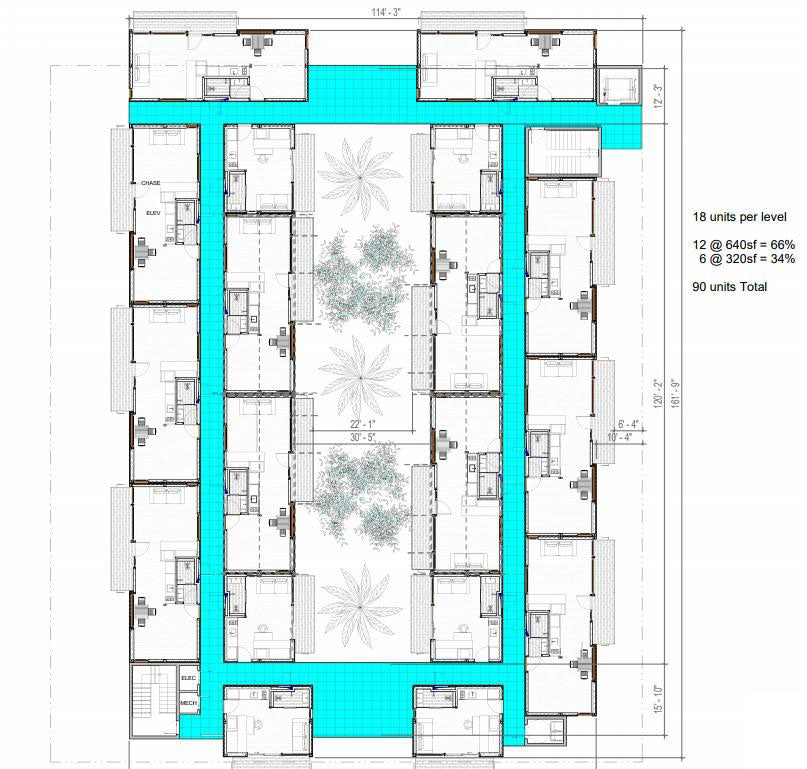 114' - 3"
12' - 3"
CHASE
ELEV
18 units per level
12 @ 640sf = 66%
6 @ 320sf = 34%
90 units Total
120' - 2"
161' - 9"
22' - 1"
30' - 5"
6' - 4"
10' - 4"
ELEC
MECH
15' - 10"